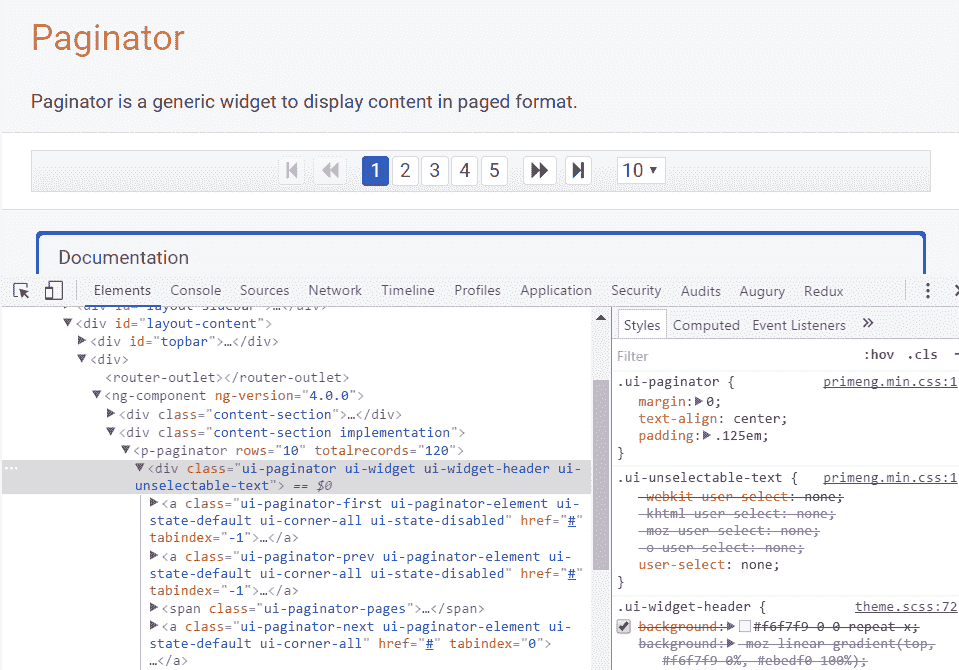 Paginator
Paginator is a generic widget to display content in paged format.
1 2 3 4 5 10
Documentation
Elements Console Sources Network Timeline Profiles Application Security Audits Augury Redux
<div id="layout-sidebar">…</div>
<div id="layout-content">
<div id="topbar">…</div>
<div>
<router-outlet></router-outlet>
<ng-component ng-version="4.0.0">
<div class="content-section">…</div>
<div class="content-section implementation">
<p-paginator rows="10" totalrecords="120">
<div class="ui-paginator ui-widget ui-widget-header ui-
unselectable-text"> == $0
<a class="ui-paginator-first ui-paginator-element ui-
state-default ui-corner-all ui-state-disabled" href="#"
tabindex="-1">…</a>
<a class="ui-paginator-prev ui-paginator-element ui-
state-default ui-corner-all ui-state-disabled" href="#"
tabindex="-1">…</a>
<span class="ui-paginator-pages">…</span>
<a class="ui-paginator-next ui-paginator-element ui-
state-default ui-corner-all" href="#" tabindex="0">
…</a>
Styles Computed Event Listeners »
Filter :hov .cls
.ui-paginator { primeng.min.css:1
margin: 0;
text-align: center;
padding: .125em;
}
.ui-unselectable-text { primeng.min.css:1
-webkit-user-select: none;
-khtml-user-select: none;
-moz-user-select: none;
-o-user-select: none;
user-select: none;
}
.ui-widget-header { theme.scss:72
background: #f6f7f9 0 0 repeat-x;
background: -moz-linear-gradient(top,
#f6f7f9 0%, #ebedf0 100%);